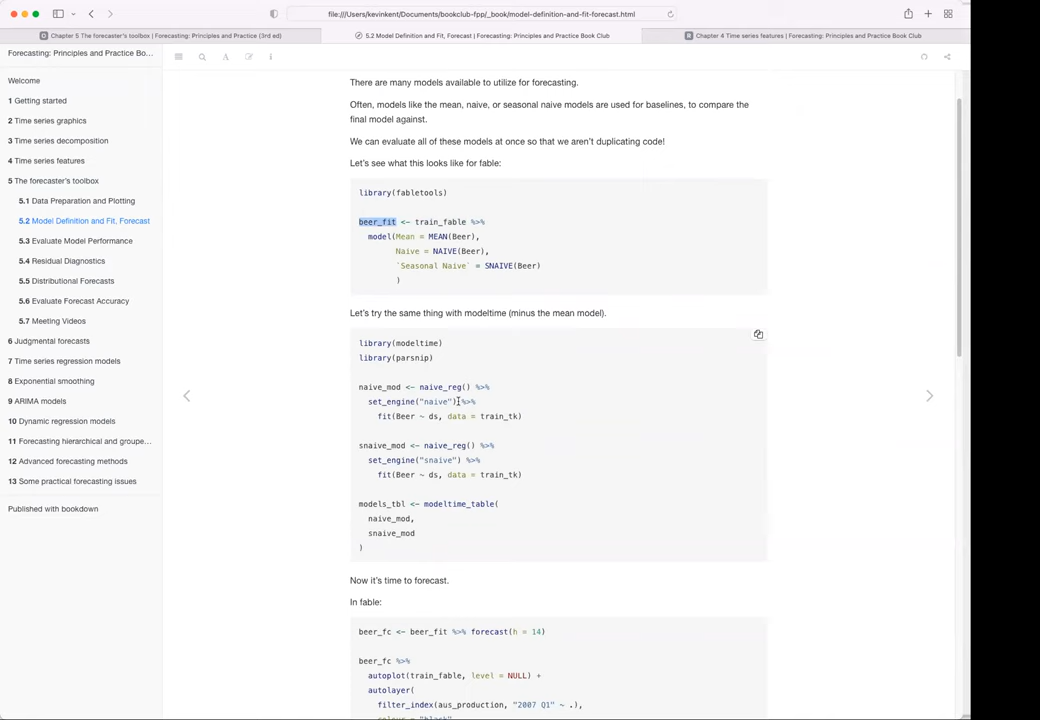 file:///Users/kevinkent/Documents/bookclub-fpp/_book/model-definition-and-fit-forecast.html
Chapter 5 The forecaster's toolbox | Forecasting: Principles and Practice (3rd ed)
5.2 Model Definition and Fit, Forecast | Forecasting: Principles and Practice Book Club
Chapter 4 Time series features | Forecasting: Principles and Practice Book Club
Forecasting: Principles and Practice Bo...
Welcome
1 Getting started
2 Time series graphics
3 Time series decomposition
4 Time series features
5 The forecaster's toolbox
5.1 Data Preparation and Plotting
5.2 Model Definition and Fit, Forecast
5.3 Evaluate Model Performance
5.4 Residual Diagnostics
5.5 Distributional Forecasts
5.6 Evaluate Forecast Accuracy
5.7 Meeting Videos
6 Judgmental forecasts
7 Time series regression models
8 Exponential smoothing
9 ARIMA models
10 Dynamic regression models
11 Forecasting hierarchical and groupe...
12 Advanced forecasting methods
13 Some practical forecasting issues
Published with bookdown
There are many models available to utilize for forecasting.
Often, models like the mean, naive, or seasonal naive models are used for baselines, to compare the
final model against.
We can evaluate all of these models at once so that we aren't duplicating code!
Let's see what this looks like for fable:
library(fabletools)
beer_fit <- train_fable %>%
model(Mean = MEAN(Beer),
Naive = NAIVE(Beer),
`Seasonal Naive` = SNAIVE(Beer)
)
Let's try the same thing with modeltime (minus the mean model).
library(modeltime)
library(parsnip)
naive_mod <- naive_reg() %>%
set_engine("naive") %>%
fit(Beer ~ ds, data = train_tk)
snaive_mod <- naive_reg() %>%
set_engine("snaive") %>%
fit(Beer ~ ds, data = train_tk)
models_tbl <- modeltime_table(
naive_mod,
snaive_mod
)
Now it's time to forecast.
In fable:
beer_fc <- beer_fit %>% forecast(h = 14)
beer_fc %>%
autoplot(train_fable, level = NULL) +
autolayer(
filter_index(aus_production, "2007 Q1" ~ .),
colour = "black"